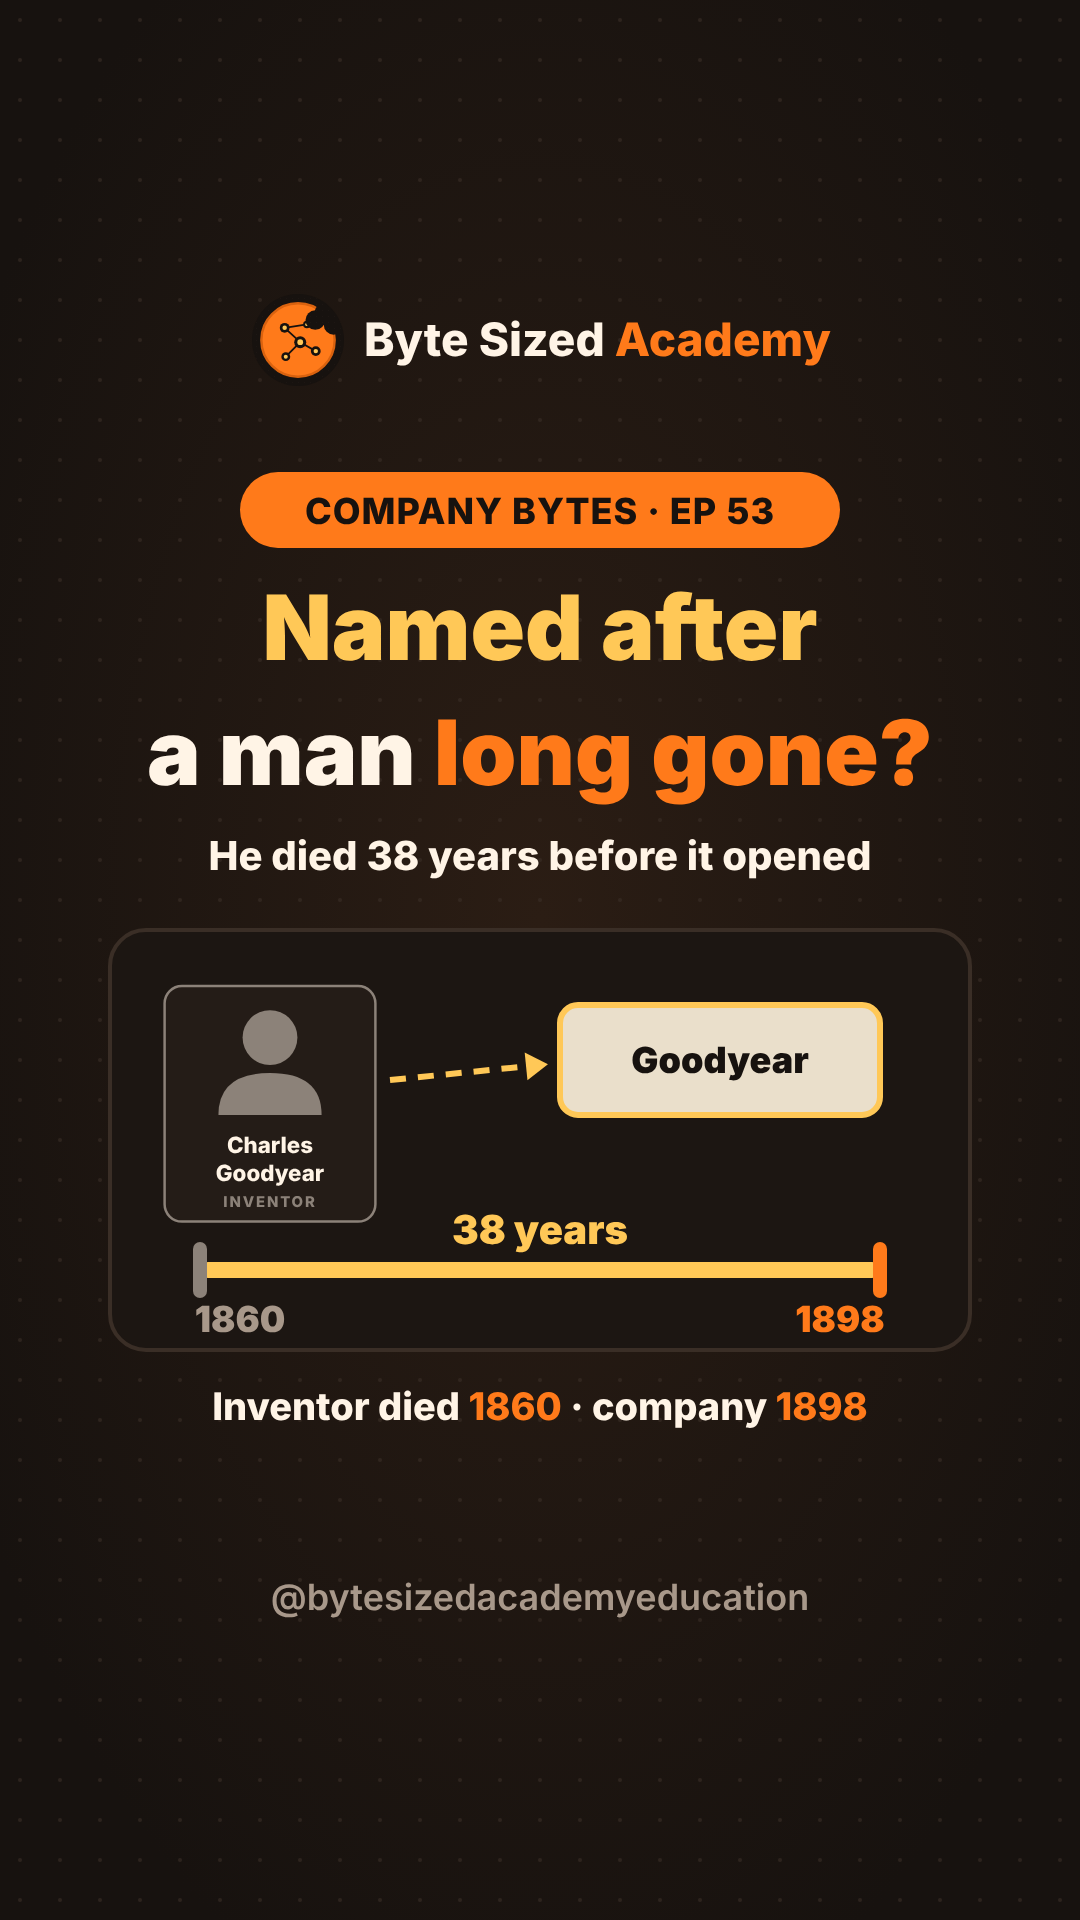 Byte Sized Academy
COMPANY BYTES · EP 53
Named after
a man long gone?
He died 38 years before it opened
Charles
Goodyear
INVENTOR
Goodyear
38 years
1860
1898
Inventor died 1860 · company 1898
@bytesizedacademyeducation